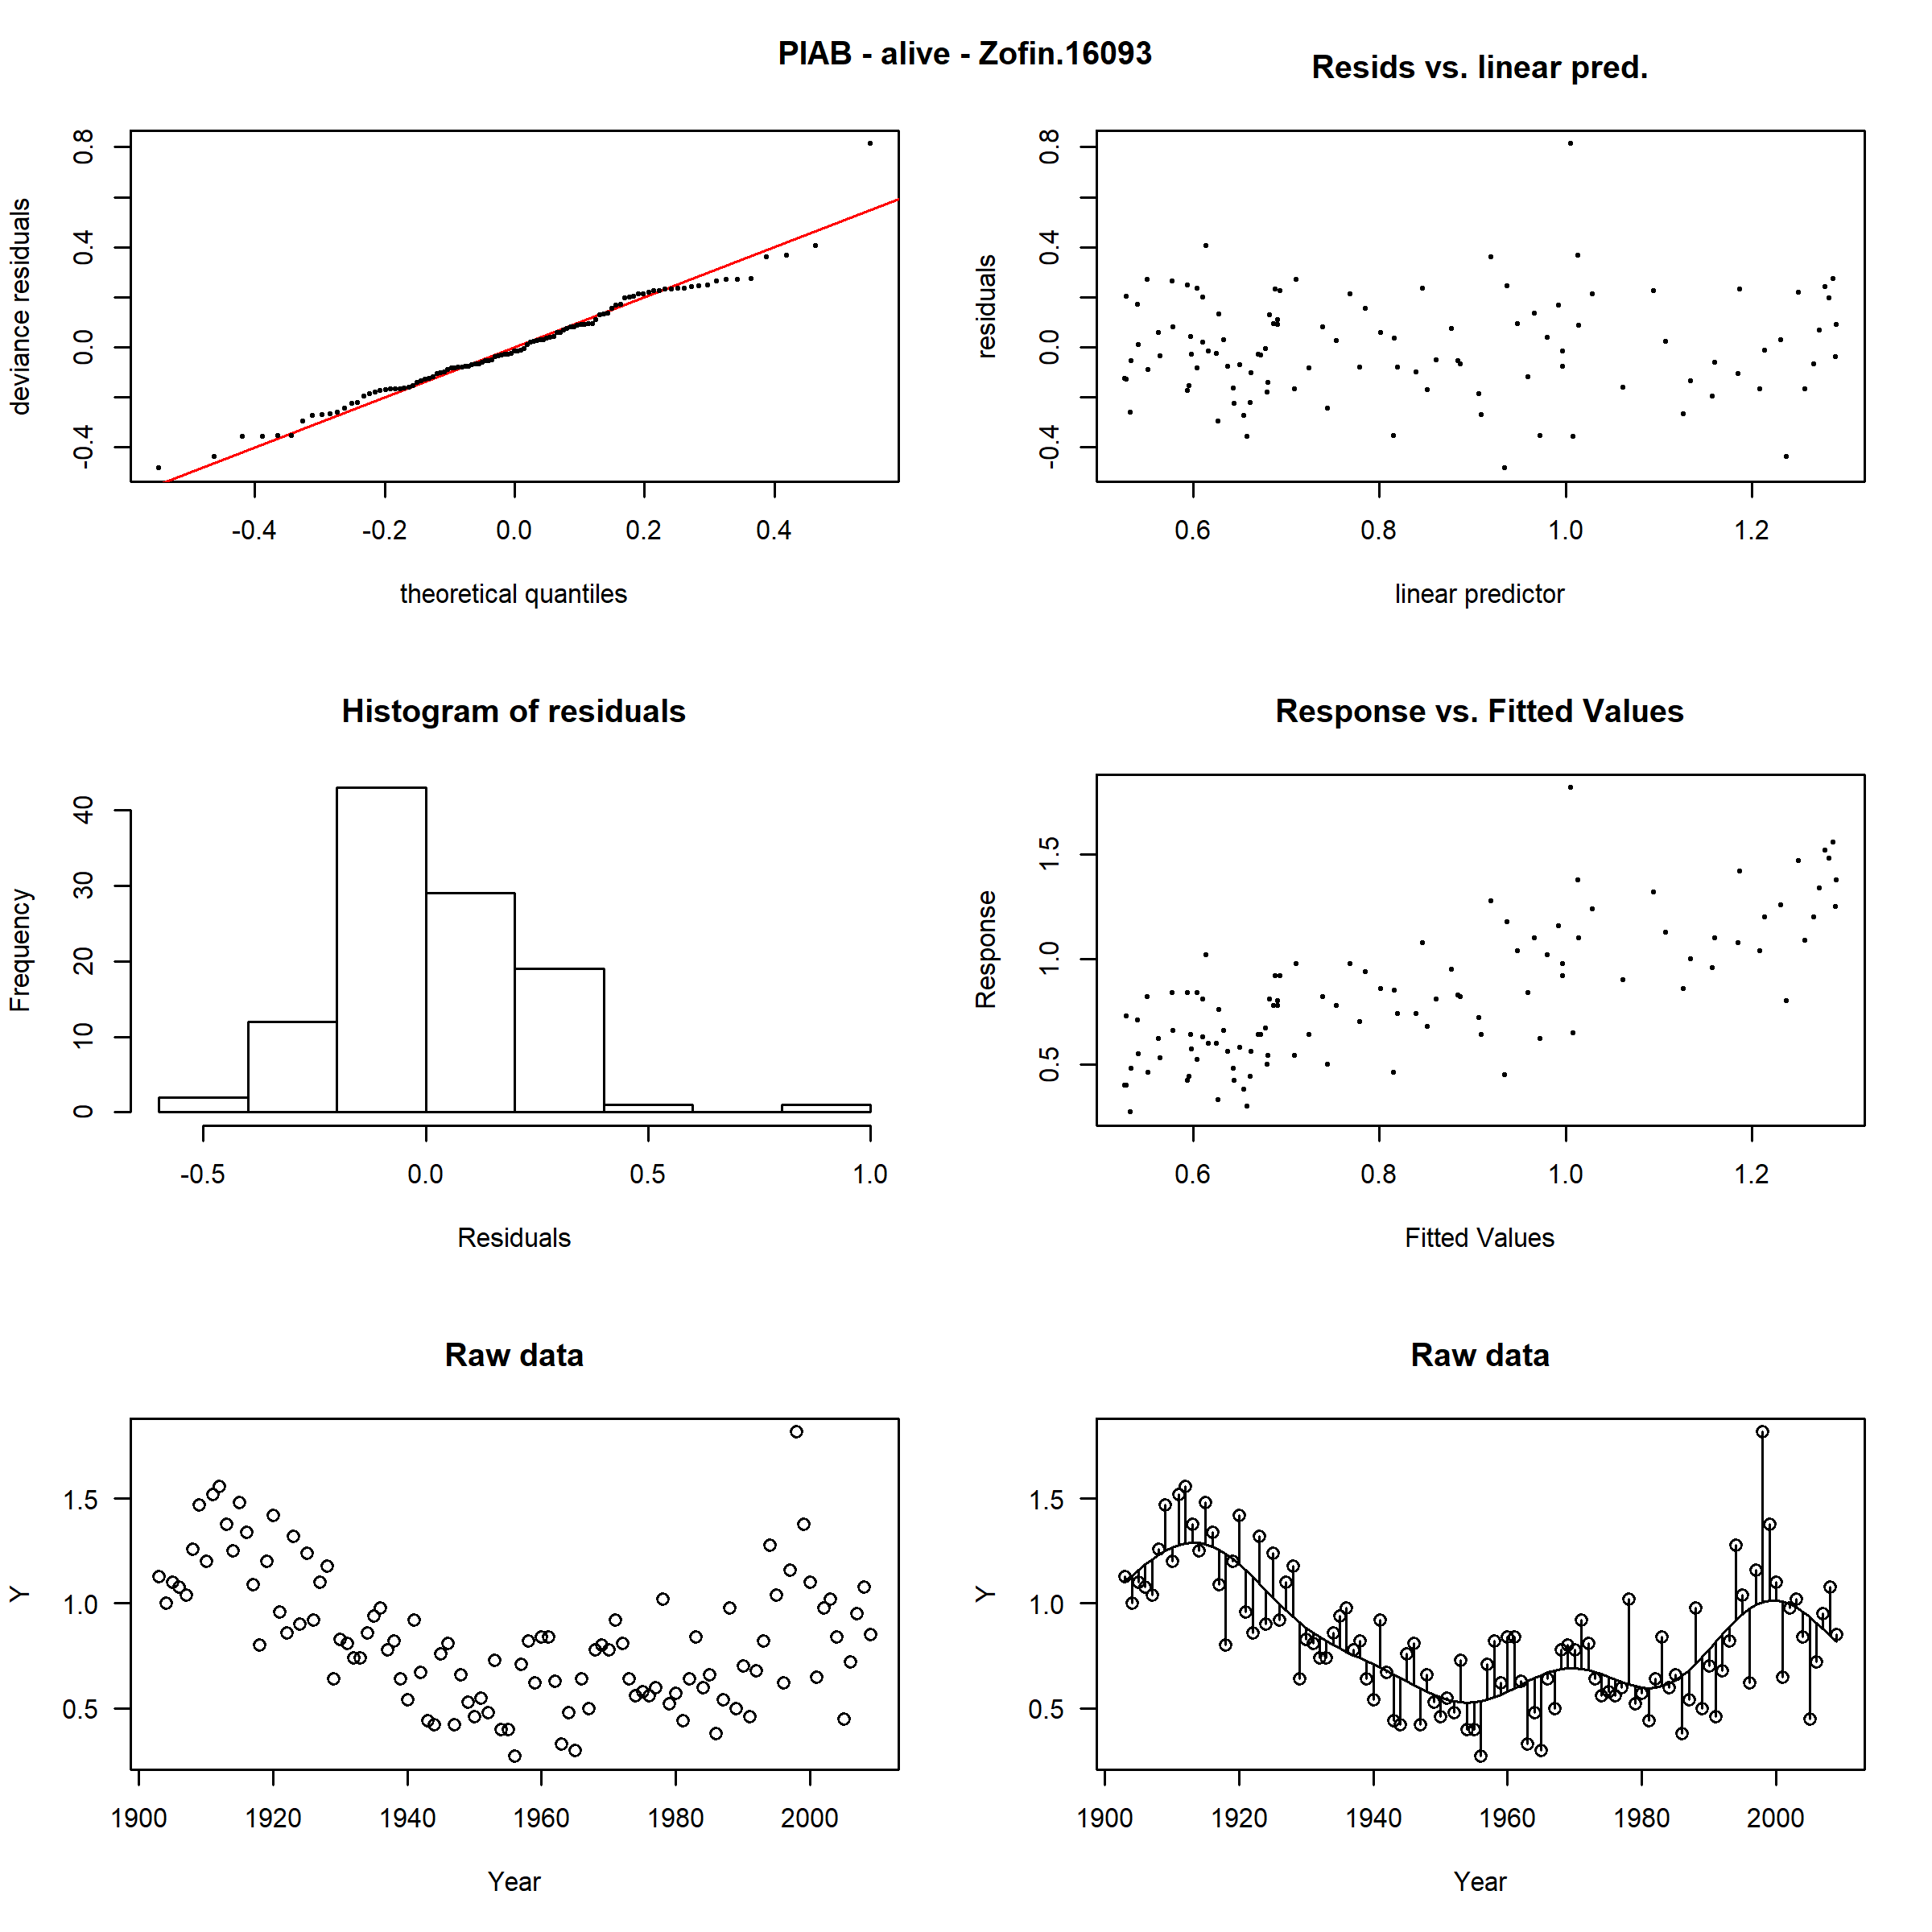 PIAB - alive - Zofin.16093
Resids vs. linear pred.
deviance residuals
-0.4 0.0 0.4 0.8
-0.4 -0.2 0.0 0.2 0.4
theoretical quantiles
residuals
-0.4 0.0 0.4 0.8
0.6 0.8 1.0 1.2
linear predictor
Histogram of residuals
Frequency
0 10 20 30 40
-0.5 0.0 0.5 1.0
Residuals
Response vs. Fitted Values
Response
0.5 1.0 1.5
0.6 0.8 1.0 1.2
Fitted Values
Raw data
Y
0.5 1.0 1.5
1900 1920 1940 1960 1980 2000
Year
Raw data
Y
0.5 1.0 1.5
1900 1920 1940 1960 1980 2000
Year